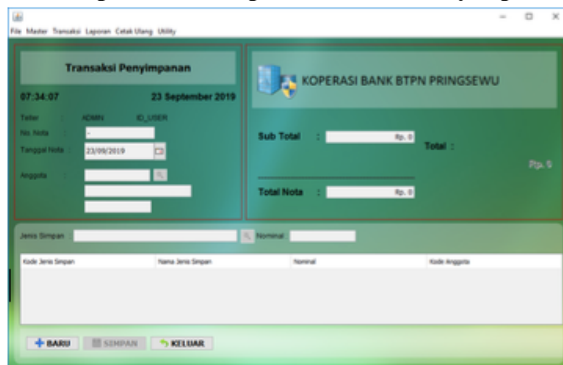 File Master Transaksi Laporan Cetak Ulang Utility
Transaksi Penyimpanan
07:34:07 23 September 2019
Teller : ADMIN ID_USER
No. Nota : -
Tanggal Nota : 23/09/2019
Anggota :
KOPERASI BANK BTPN PRINGSEWU
Sub Total : Rp. 0
Total :
Rp. 0
Total Nota : Rp. 0
Jenis Simpan : Nominal
Kode Jenis Simpan Nama Jenis Simpan Nominal Kode Anggota
BARU SIMPAN KELUAR